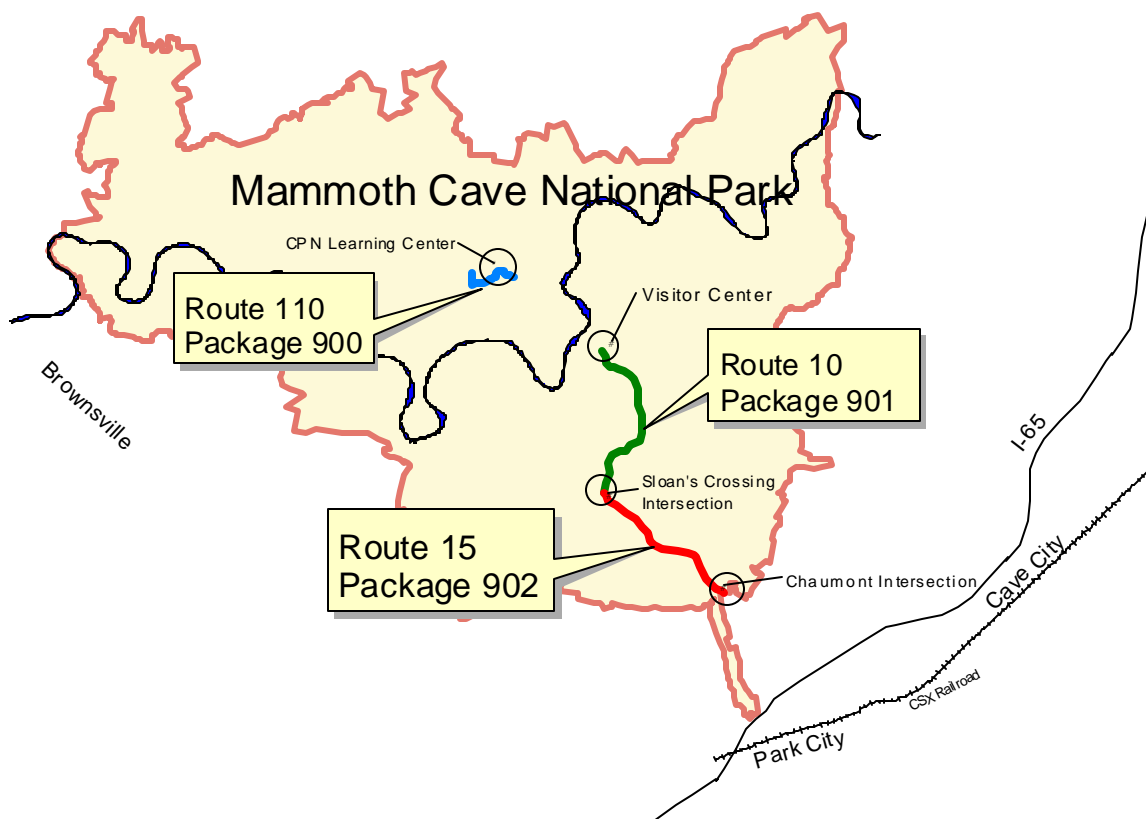 Mammoth Cave National Park
CPN Learning Center
Route 110
Package 900
Visitor Center
Route 10
Package 901
Brownsville
I-65
Sloan's Crossing
Intersection
Route 15
Package 902
Chaumont Intersection
Cave City
CSX Railroad
Park City